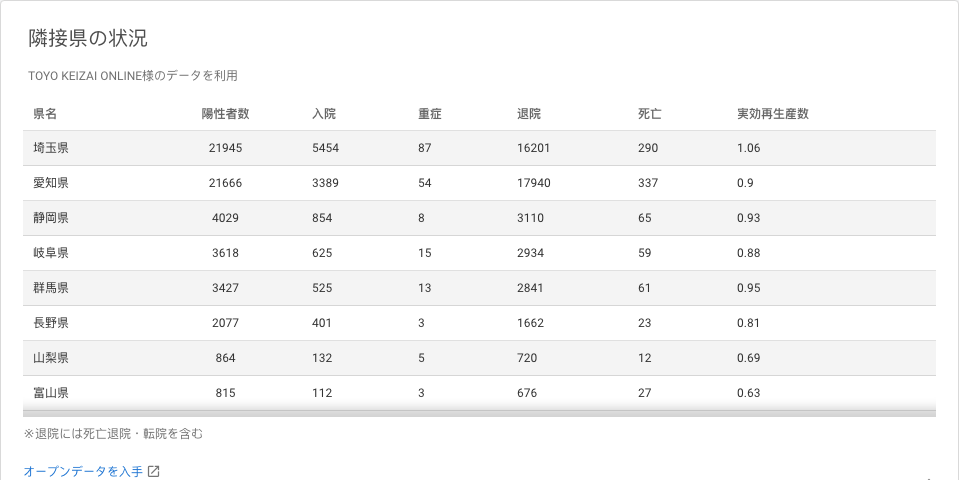 隣接県の状況
TOYO KEIZAI ONLINE様のデータを利用
県名 陽性者数 入院 重症 退院 死亡 実効再生産数
埼玉県 21945 5454 87 16201 290 1.06
愛知県 21666 3389 54 17940 337 0.9
静岡県 4029 854 8 3110 65 0.93
岐阜県 3618 625 15 2934 59 0.88
群馬県 3427 525 13 2841 61 0.95
長野県 2077 401 3 1662 23 0.81
山梨県 864 132 5 720 12 0.69
富山県 815 112 3 676 27 0.63
※退院には死亡退院・転院を含む
オープンデータを入手